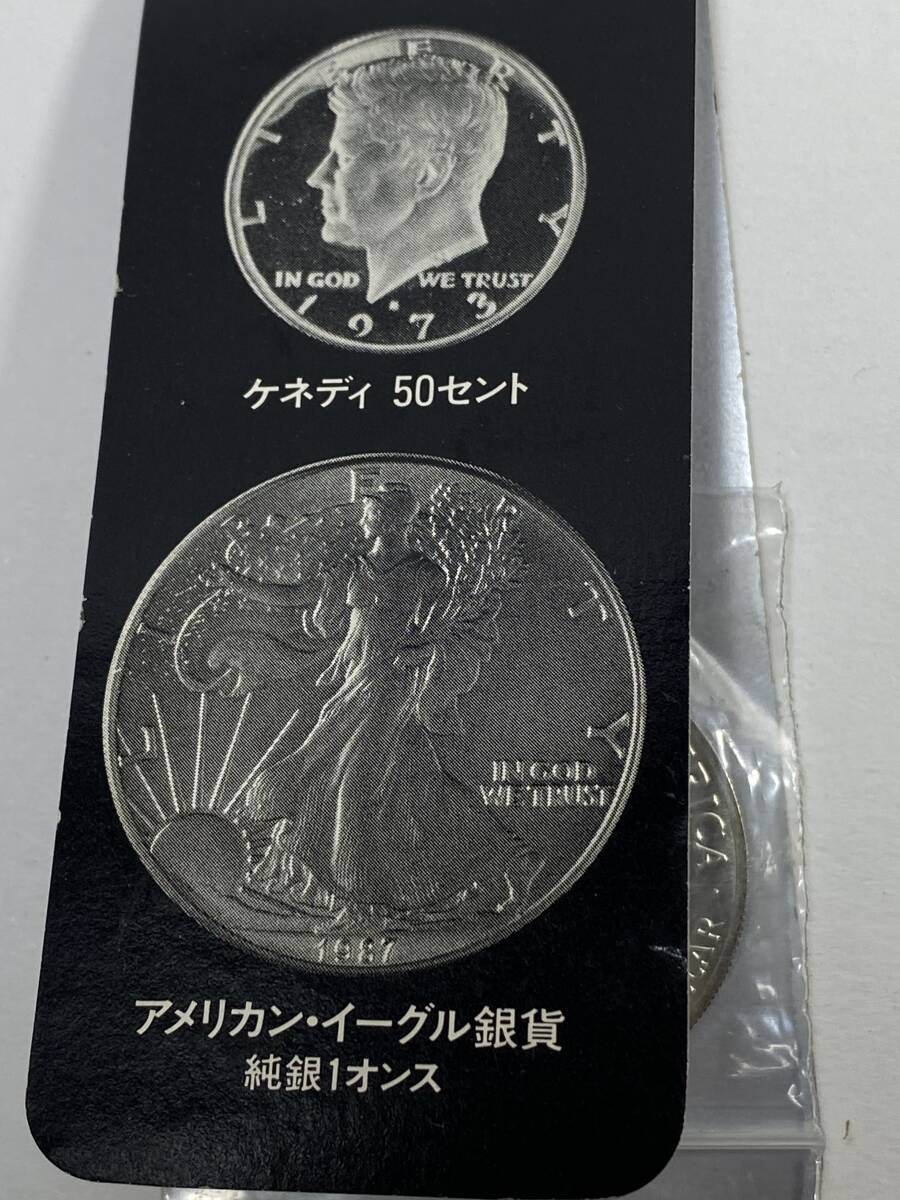 LIBERTY
IN GOD WE TRUST
1973
ケネディ 50セント
LIBERTY
IN GOD
WE TRUST
1987
アメリカン・イーグル銀貨
純銀1オンス